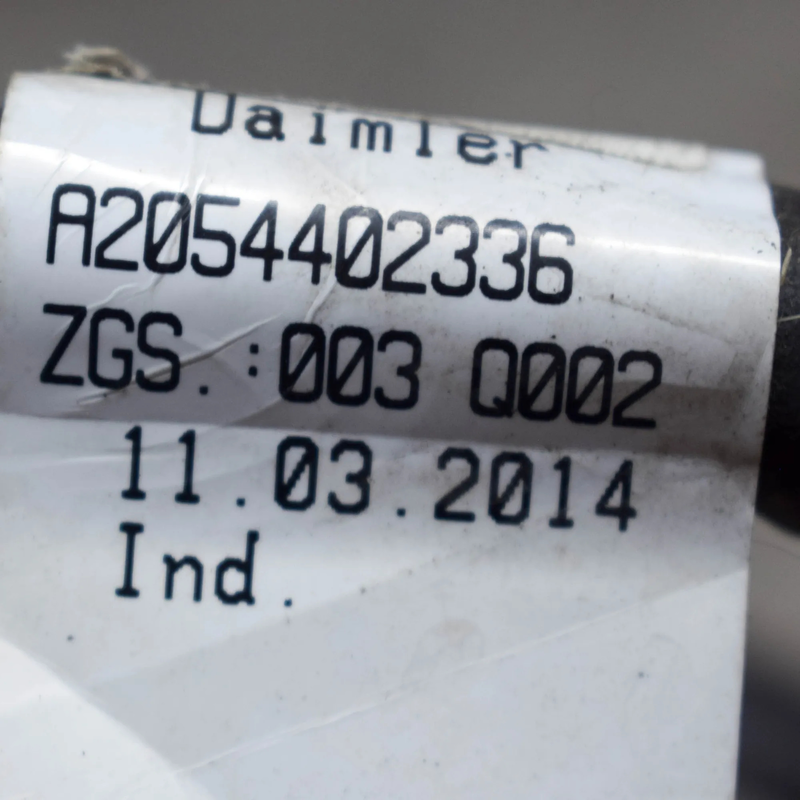 Daimler
A2054402336
ZGS.:003 Q002
11.03.2014
Ind.